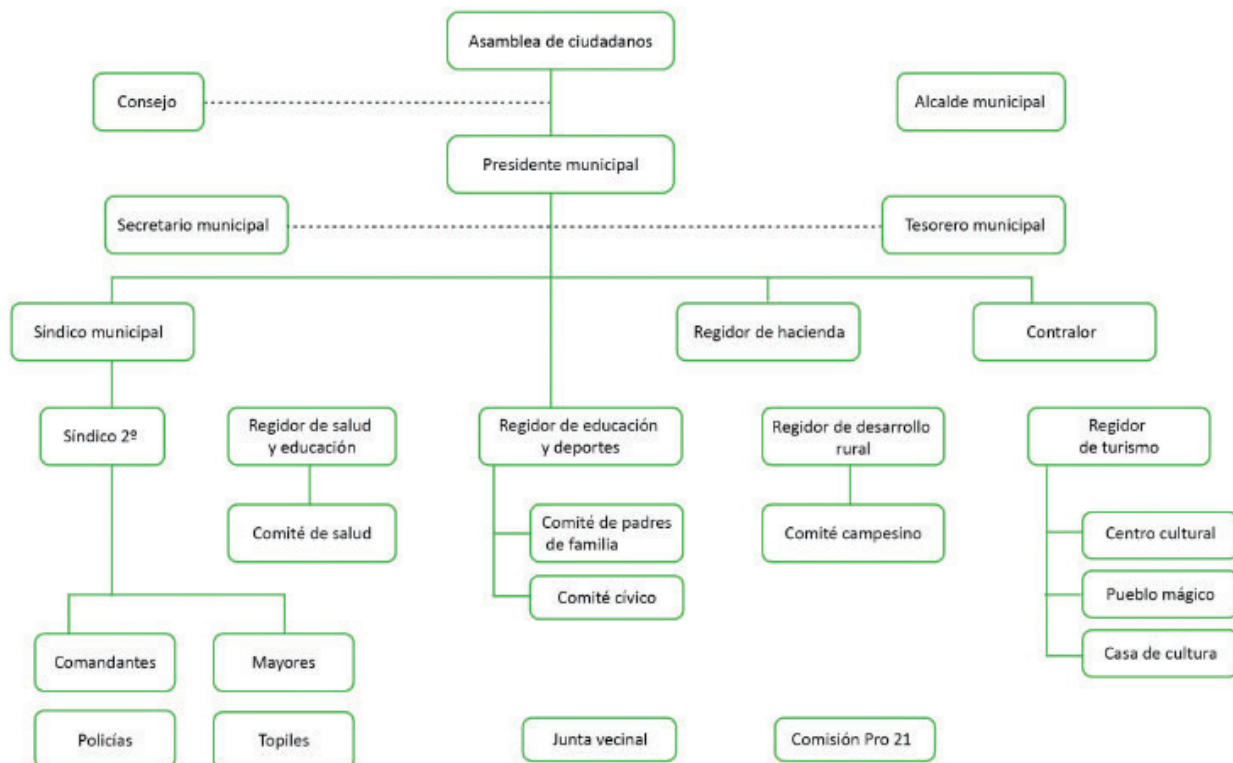 Asamblea de ciudadanos
Consejo
Alcalde municipal
Presidente municipal
Secretario municipal
Tesorero municipal
Síndico municipal
Regidor de hacienda
Contralor
Síndico 2º
Regidor de salud
y educación
Regidor de educación
y deportes
Regidor de desarrollo
rural
Regidor
de turismo
Comité de salud
Comité de padres
de familia
Comité campesino
Centro cultural
Comité cívico
Pueblo mágico
Comandantes
Mayores
Casa de cultura
Policías
Topiles
Junta vecinal
Comisión Pro 21